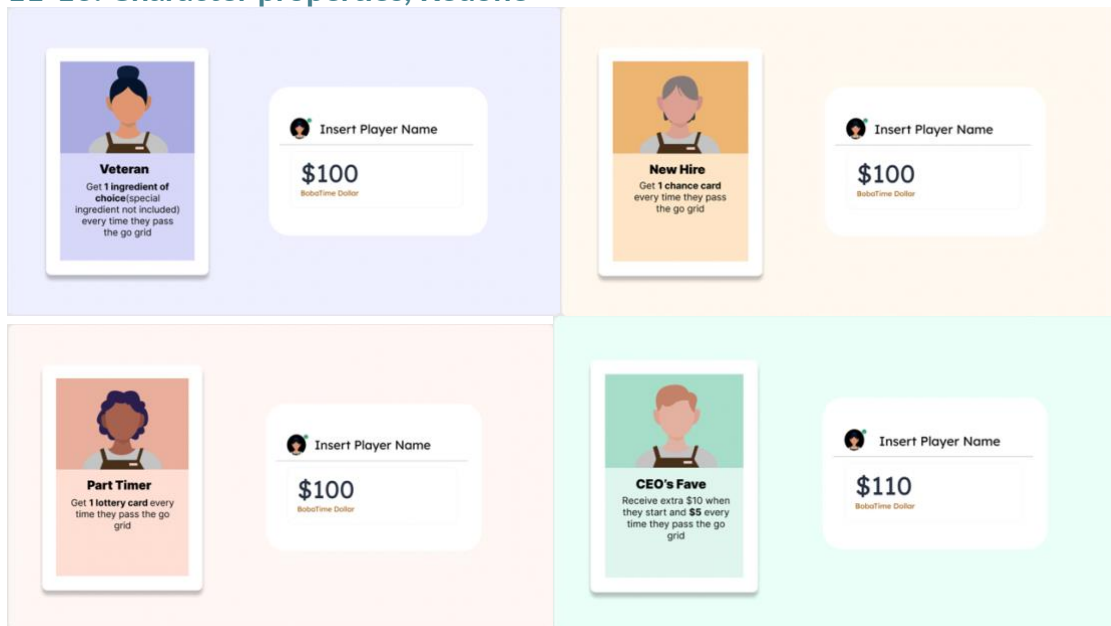 Veteran
Get 1 ingredient of
choice(special
ingredient not included)
every time they pass
the go grid
Insert Player Name
$100
BobaTime Dollar
New Hire
Get 1 chance card
every time they pass
the go grid
Insert Player Name
$100
BobaTime Dollar
Part Timer
Get 1 lottery card every
time they pass the go
grid
Insert Player Name
$100
BobaTime Dollar
CEO's Fave
Receive extra $10 when
they start and $5 every
time they pass the go
grid
Insert Player Name
$110
BobaTime Dollar